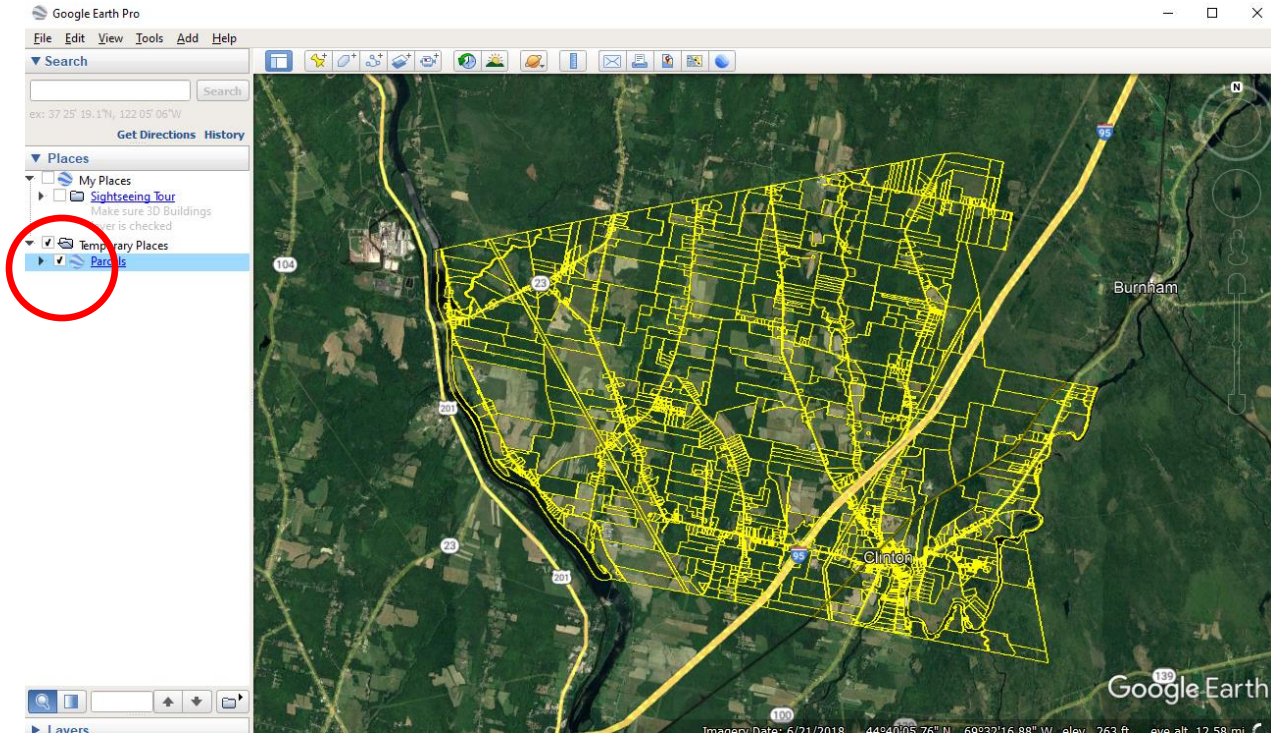 Google Earth Pro
File Edit View Tools Add Help
Search
Search
ex: 37 25' 19.1"N, 122 05' 06"W
Get Directions History
Places
My Places
Sightseeing Tour
Make sure 3D Buildings
layer is checked
Temporary Places
Parcels
Layers
N
95
104
23
Burnham
201
95
Clinton
23
201
139
Google Earth
100
Imagery Date: 6/21/2018 44°40'05.76" N 69°32'16.88" W elev 263 ft eye alt 12.58 mi